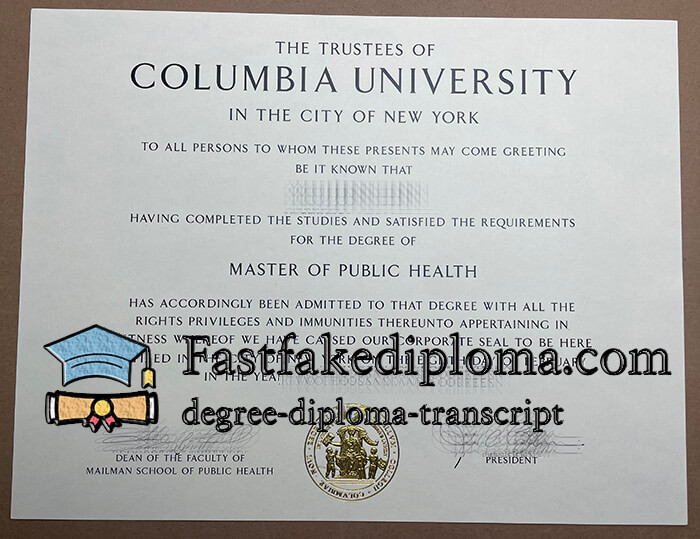 THE TRUSTEES OF
COLUMBIA UNIVERSITY
IN THE CITY OF NEW YORK
TO ALL PERSONS TO WHOM THESE PRESENTS MAY COME GREETING
BE IT KNOWN THAT
HAVING COMPLETED THE STUDIES AND SATISFIED THE REQUIREMENTS
FOR THE DEGREE OF
MASTER OF PUBLIC HEALTH
HAS ACCORDINGLY BEEN ADMITTED TO THAT DEGREE WITH ALL THE
RIGHTS PRIVILEGES AND IMMUNITIES THEREUNTO APPERTAINING IN
WHEREOF WE HAVE CAUSED OUR CORPORATE SEAL TO BE HERE
Fastfakediploma.com
IN THE YEAR
degree-diploma-transcript
DEAN OF THE FACULTY OF
MAILMAN SCHOOL OF PUBLIC HEALTH
PRESIDENT